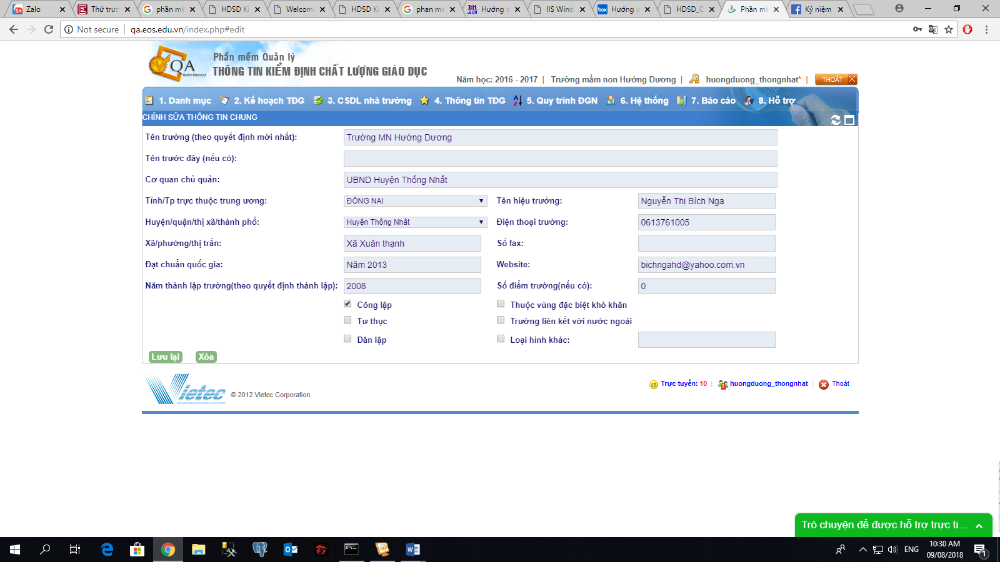 Zalo
Thứ trưở
phần mề
HDSD Ki
Welcom
HDSD Ki
phan me
BH .edu Hướng d
IIS Wind
box Hướng d
HDSD_C
Phần mề
Kỷ niệm
Not secure | qa.eos.edu.vn/index.php#edit
QA
Quality Assurance
Phần mềm Quản lý
THÔNG TIN KIỂM ĐỊNH CHẤT LƯỢNG GIÁO DỤC
Năm học: 2016 - 2017 | Trường mầm non Hướng Dương | huongduong_thongnhat* | THOÁT
1. Danh mục 2. Kế hoạch TĐG 3. CSDL nhà trường 4. Thông tin TĐG 5. Quy trình ĐGN 6. Hệ thống 7. Báo cáo 8. Hỗ trợ
CHỈNH SỬA THÔNG TIN CHUNG
Tên trường (theo quyết định mới nhất): Trường MN Hướng Dương
Tên trước đây (nếu có):
Cơ quan chủ quản: UBND Huyện Thống Nhất
Tỉnh/Tp trực thuộc trung ương: ĐỒNG NAI Tên hiệu trưởng: Nguyễn Thị Bích Nga
Huyện/quận/thị xã/thành phố: Huyện Thống Nhất Điện thoại trường: 0613761005
Xã/phường/thị trấn: Xã Xuân thạnh Số fax:
Đạt chuẩn quốc gia: Năm 2013 Website: bichngahd@yahoo.com.vn
Năm thành lập trường(theo quyết định thành lập): 2008 Số điểm trường(nếu có): 0
Công lập Thuộc vùng đặc biệt khó khăn
Tư thục Trường liên kết với nước ngoài
Dân lập Loại hình khác:
Lưu lại Xóa
Vietec © 2012 Vietec Corporation.
Trực tuyến: 10 | huongduong_thongnhat | Thoát
Trò chuyện để được hỗ trợ trực ti...
ENG
10:30 AM
09/08/2018
1